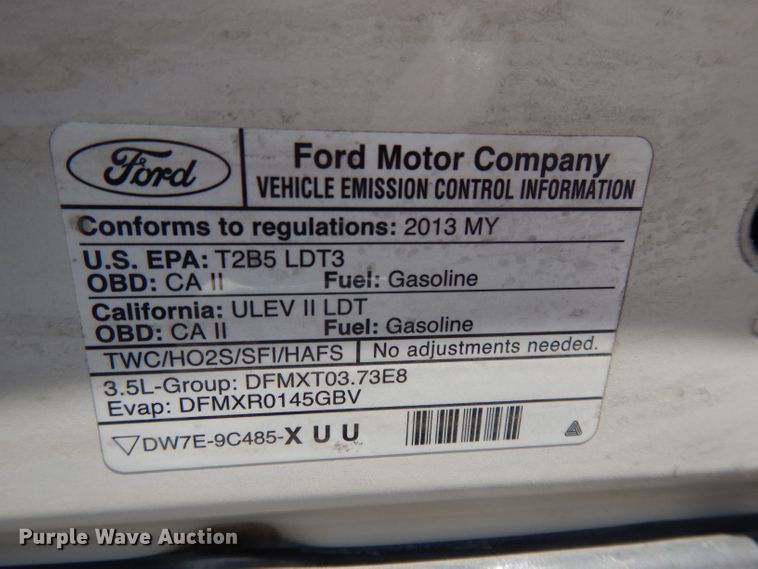 Ford
Ford Motor Company
VEHICLE EMISSION CONTROL INFORMATION
Conforms to regulations: 2013 MY
U.S. EPA: T2B5 LDT3
OBD: CA II Fuel: Gasoline
California: ULEV II LDT
OBD: CA II Fuel: Gasoline
TWC/HO2S/SFI/HAFS No adjustments needed.
3.5L-Group: DFMXT03.73E8
Evap: DFMXR0145GBV
DW7E-9C485-XUU
Purple Wave Auction